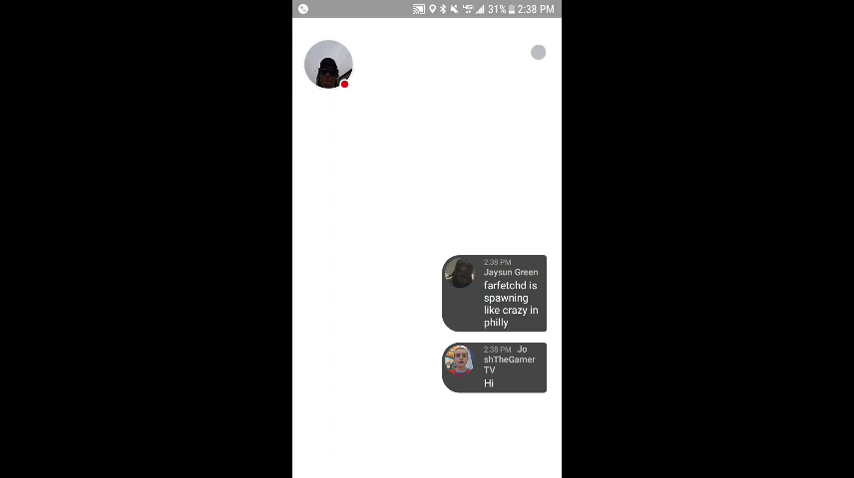 31% 2:38 PM
2:38 PM
Jaysun Green
farfetchd is
spawning
like crazy in
philly
2:38 PM Jo
shTheGamer
TV
Hi